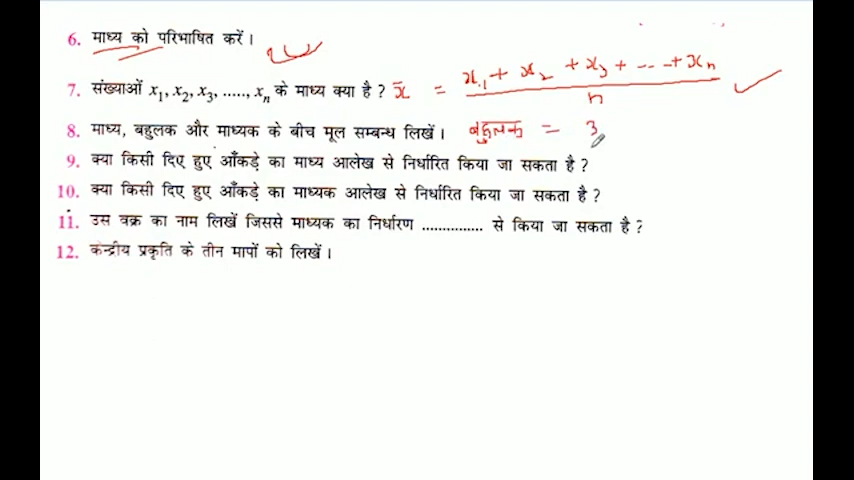 6. माध्य को परिभाषित करें।
7. संख्याओं x₁, x₂, x₃, ....., xₙ के माध्य क्या है ? x̄ = (x₁ + x₂ + x₃ + ... + xₙ) / n
8. माध्य, बहुलक और माध्यक के बीच मूल सम्बन्ध लिखें। बहुलक = 3
9. क्या किसी दिए हुए आँकड़े का माध्य आलेख से निर्धारित किया जा सकता है ?
10. क्या किसी दिए हुए आँकड़े का माध्यक आलेख से निर्धारित किया जा सकता है ?
11. उस वक्र का नाम लिखें जिससे माध्यक का निर्धारण ............... से किया जा सकता है ?
12. केन्द्रीय प्रकृति के तीन मापों को लिखें।